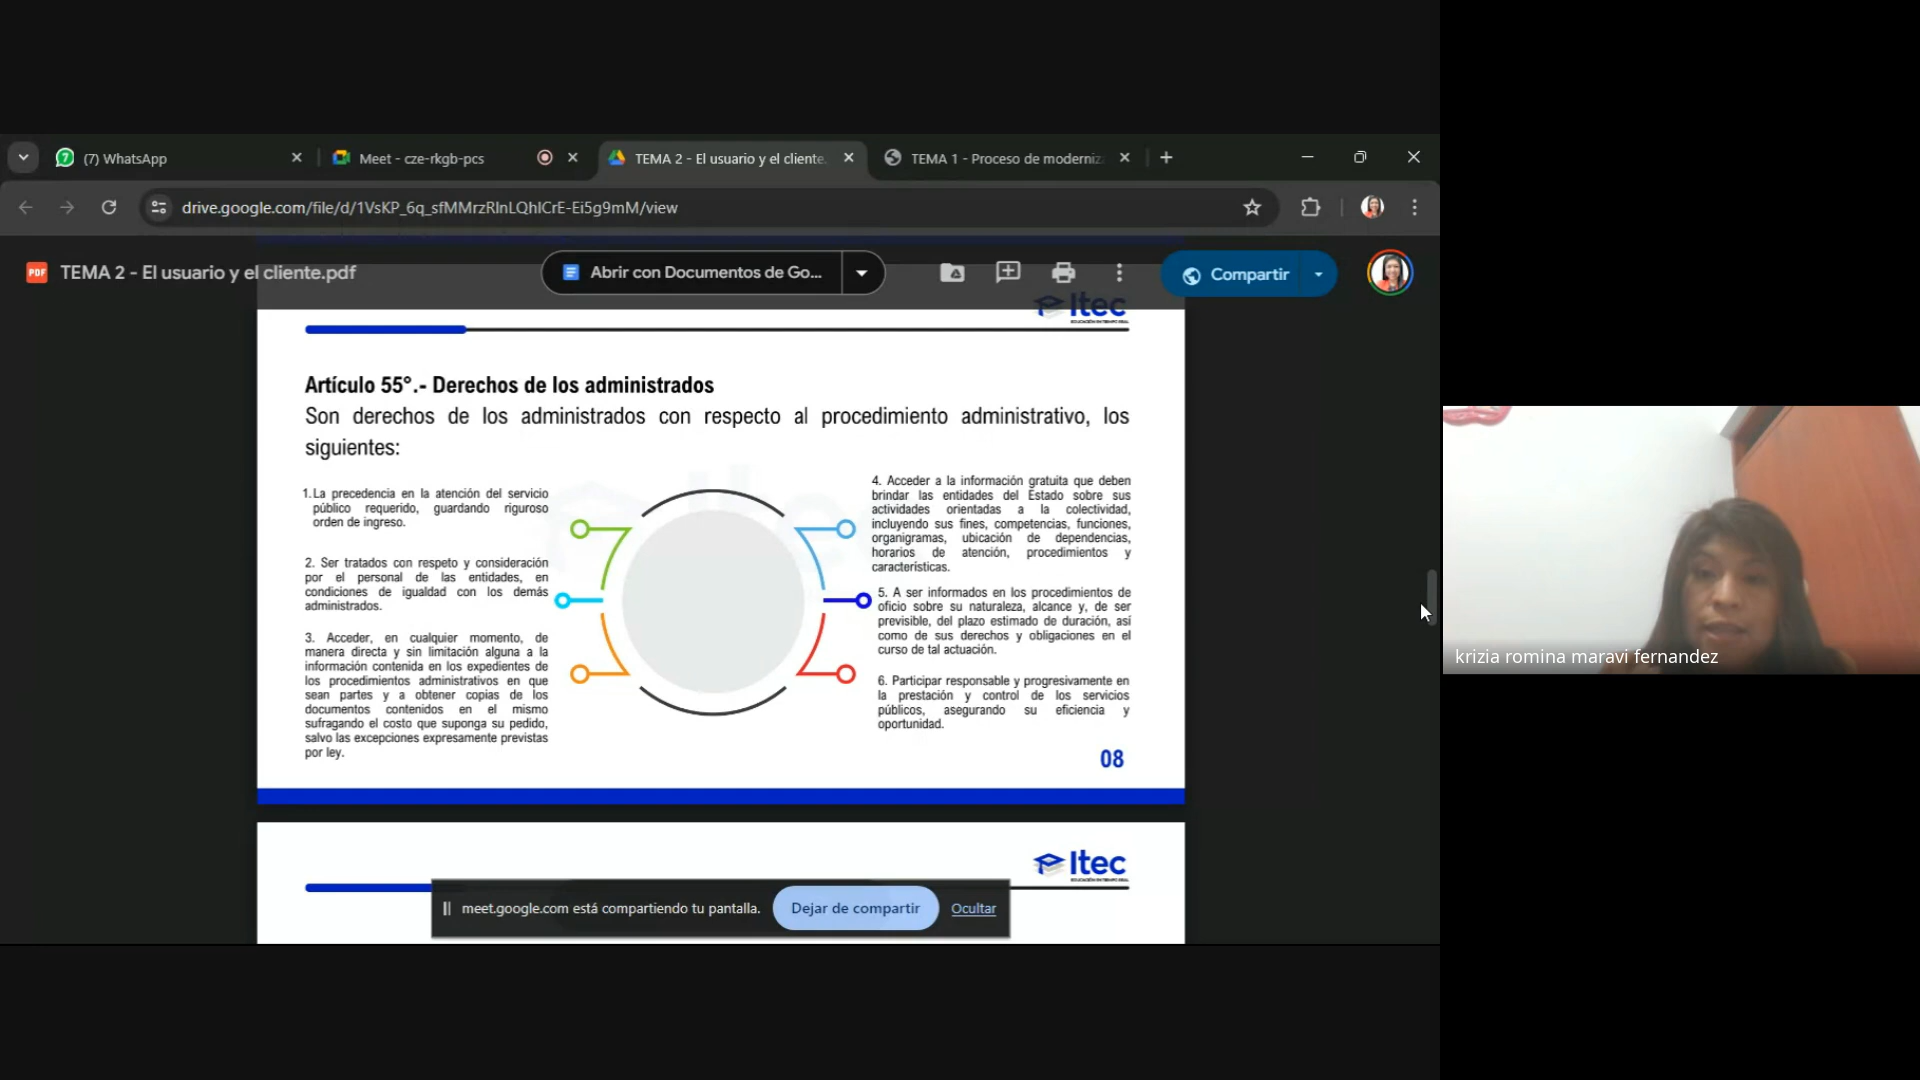 (7) WhatsApp
Meet - cze-rkgb-pcs
TEMA 2 - El usuario y el cliente.
TEMA 1 - Proceso de moderniz
drive.google.com/file/d/1VsKP_6q_sfMMrzRlnLQhlCrE-Ei5g9mM/view
PDF
TEMA 2 - El usuario y el cliente.pdf
Abrir con Documentos de Go...
Compartir
Itec
Artículo 55°.- Derechos de los administrados
Son derechos de los administrados con respecto al procedimiento administrativo, los
siguientes:
1. La precedencia en la atención del servicio
público requerido, guardando riguroso
orden de ingreso.
2. Ser tratados con respeto y consideración
por el personal de las entidades, en
condiciones de igualdad con los demás
administrados.
3. Acceder, en cualquier momento, de
manera directa y sin limitación alguna a la
información contenida en los expedientes de
los procedimientos administrativos en que
sean partes y a obtener copias de los
documentos contenidos en el mismo
sufragando el costo que suponga su pedido,
salvo las excepciones expresamente previstas
por ley.
4. Acceder a la información gratuita que deben
brindar las entidades del Estado sobre sus
actividades orientadas a la colectividad,
incluyendo sus fines, competencias, funciones,
organigramas, ubicación de dependencias,
horarios de atención, procedimientos y
características.
5. A ser informados en los procedimientos de
oficio sobre su naturaleza, alcance y, de ser
previsible, del plazo estimado de duración, así
como de sus derechos y obligaciones en el
curso de tal actuación.
6. Participar responsable y progresivamente en
la prestación y control de los servicios
públicos, asegurando su eficiencia y
oportunidad.
08
Itec
meet.google.com está compartiendo tu pantalla.
Dejar de compartir
Ocultar
krizia romina maravi fernandez